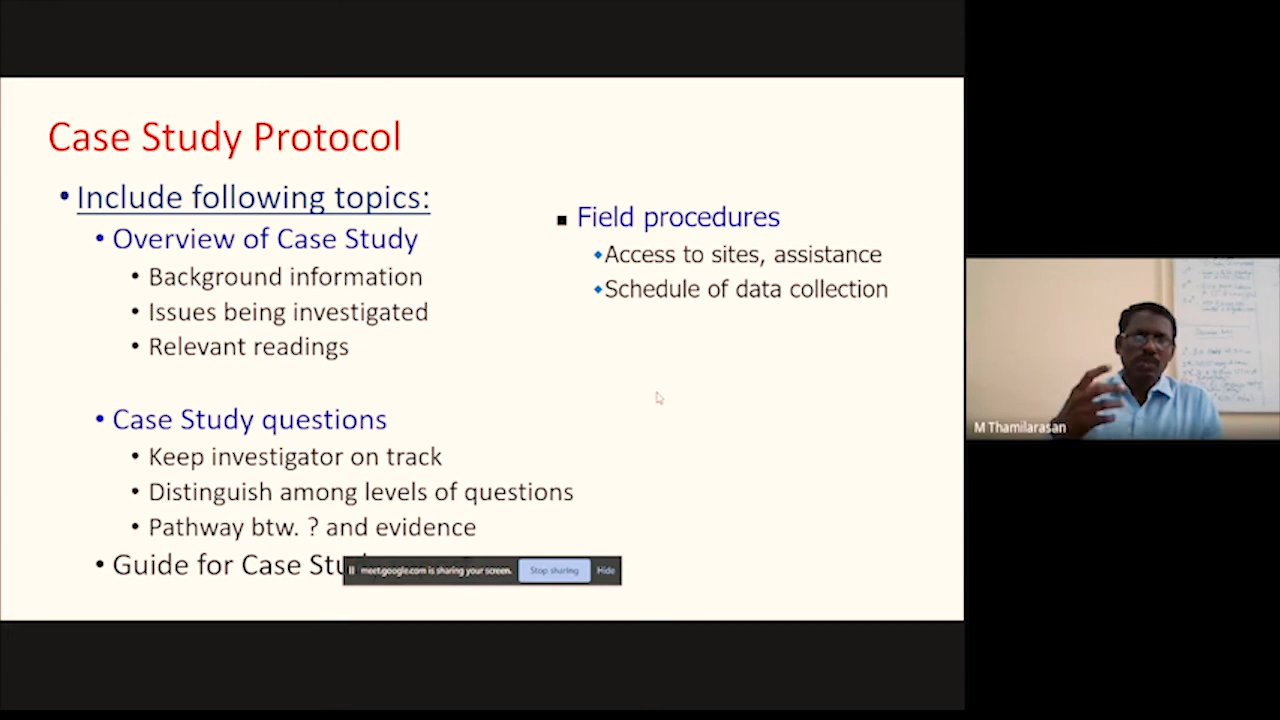 Case Study Protocol
• Include following topics:
• Overview of Case Study
• Background information
• Issues being investigated
• Relevant readings
• Case Study questions
• Keep investigator on track
• Distinguish among levels of questions
• Pathway btw. ? and evidence
• Guide for Case
▪ Field procedures
◆Access to sites, assistance
◆Schedule of data collection
meet.google.com is sharing your screen.
Stop sharing
Hide
M Thamilarasan